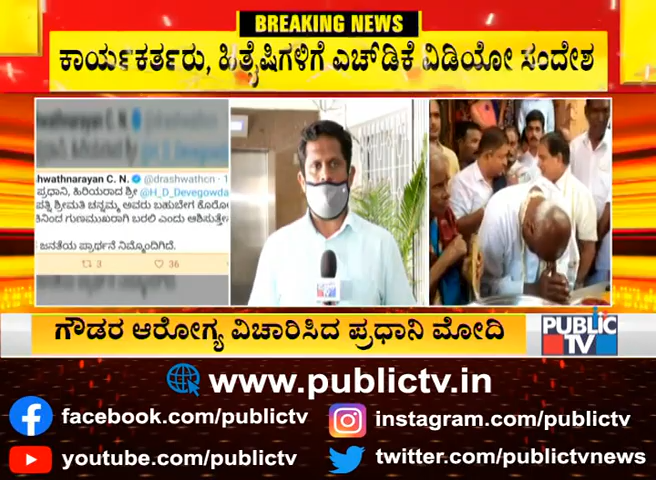 BREAKING NEWS
ಕಾರ್ಯಕರ್ತರು, ಹಿತೈಷಿಗಳಿಗೆ ಎಚ್‌ಡಿಕೆ ವಿಡಿಯೋ ಸಂದೇಶ
hwathnarayan C. N.
wathnarayan C. N. @drashwathcn
ಪ್ರಧಾನಿ, ಹಿರಿಯರಾದ ಶ್ರೀ @H_D_Devegowda
ಪತ್ನಿ ಶ್ರೀಮತಿ ಚನ್ನಮ್ಮ ಅವರು ಬಹುಬೇಗ ಕೊರೊ
ಕಿನಿಂದ ಗುಣಮುಖರಾಗಿ ಬರಲಿ ಎಂದು ಆಶಿಸುತ್ತೇ
ಜನತೆಯ ಪ್ರಾರ್ಥನೆ ನಿಮ್ಮೊಂದಿಗಿದೆ.
3 36
ಗೌಡರ ಆರೋಗ್ಯ ವಿಚಾರಿಸಿದ ಪ್ರಧಾನಿ ಮೋದಿ
PUBLIC TV
www.publictv.in
facebook.com/publictv instagram.com/publictv
youtube.com/publictv twitter.com/publictvnews